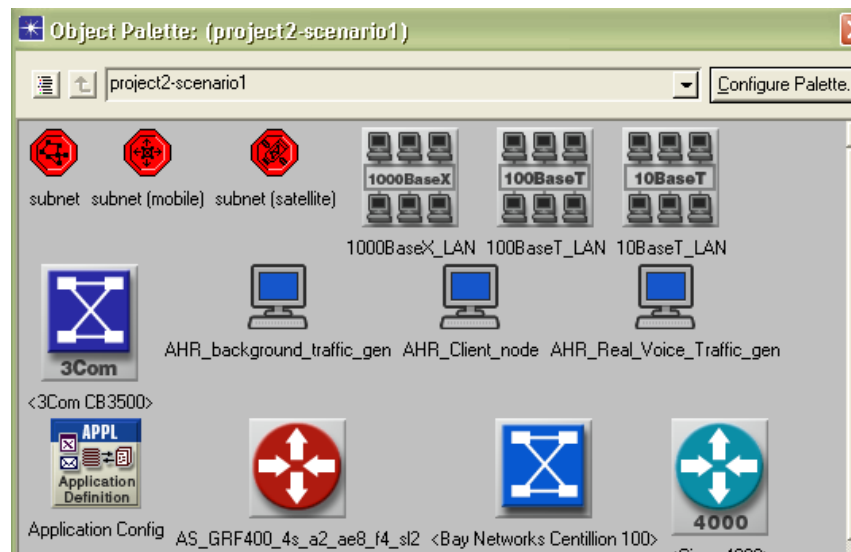 Object Palette: (project2-scenario1)
project2-scenario1
Configure Palette.
1000BaseX 100BaseT 10BaseT
subnet subnet (mobile) subnet (satellite)
1000BaseX_LAN 100BaseT_LAN 10BaseT_LAN
3Com
AHR_background_traffic_gen AHR_Client_node AHR_Real_Voice_Traffic_gen
<3Com CB3500>
APPL
Application
Definition
4000
Application Config AS_GRF400_4s_a2_ae8_f4_sl2 <Bay Networks Centillion 100>